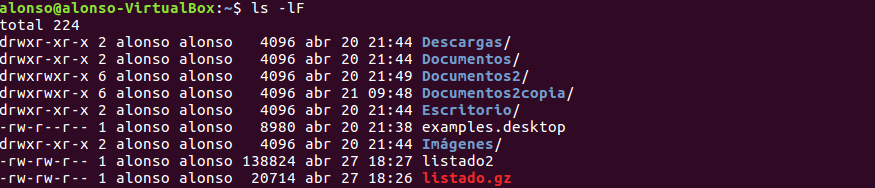 alonso@alonso-VirtualBox:~$ ls -lF
total 224
drwxr-xr-x 2 alonso alonso   4096 abr 20 21:44 Descargas/
drwxr-xr-x 2 alonso alonso   4096 abr 20 21:44 Documentos/
drwxrwxr-x 6 alonso alonso   4096 abr 20 21:49 Documentos2/
drwxrwxr-x 6 alonso alonso   4096 abr 21 09:48 Documentos2copia/
drwxr-xr-x 2 alonso alonso   4096 abr 20 21:44 Escritorio/
-rw-r--r-- 1 alonso alonso   8980 abr 20 21:38 examples.desktop
drwxr-xr-x 2 alonso alonso   4096 abr 20 21:44 Imágenes/
-rw-rw-r-- 1 alonso alonso 138824 abr 27 18:27 listado2
-rw-rw-r-- 1 alonso alonso  20714 abr 27 18:26 listado.gz